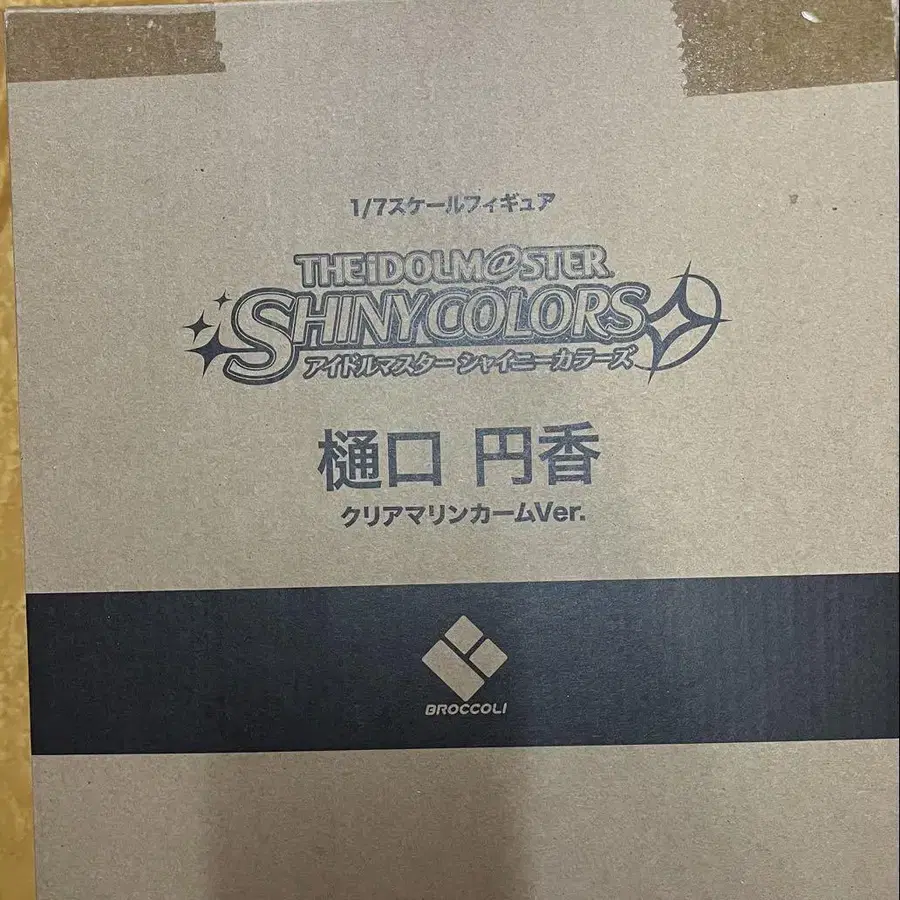 1/7スケールフィギュア
THE iDOLM@STER
SHINY COLORS
アイドルマスター シャイニーカラーズ
樋口 円香
クリアマリンカームVer.
BROCCOLI